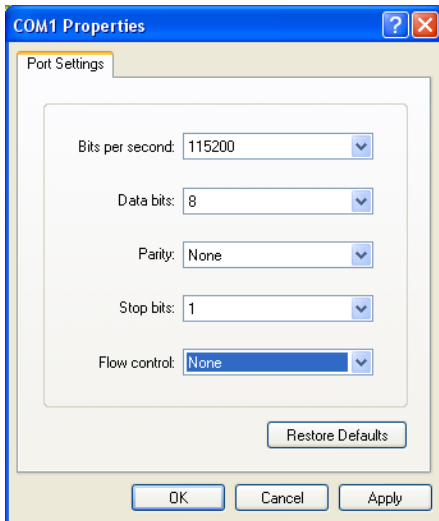 COM1 Properties
Port Settings
Bits per second: 115200
Data bits: 8
Parity: None
Stop bits: 1
Flow control: None
Restore Defaults
OK Cancel Apply